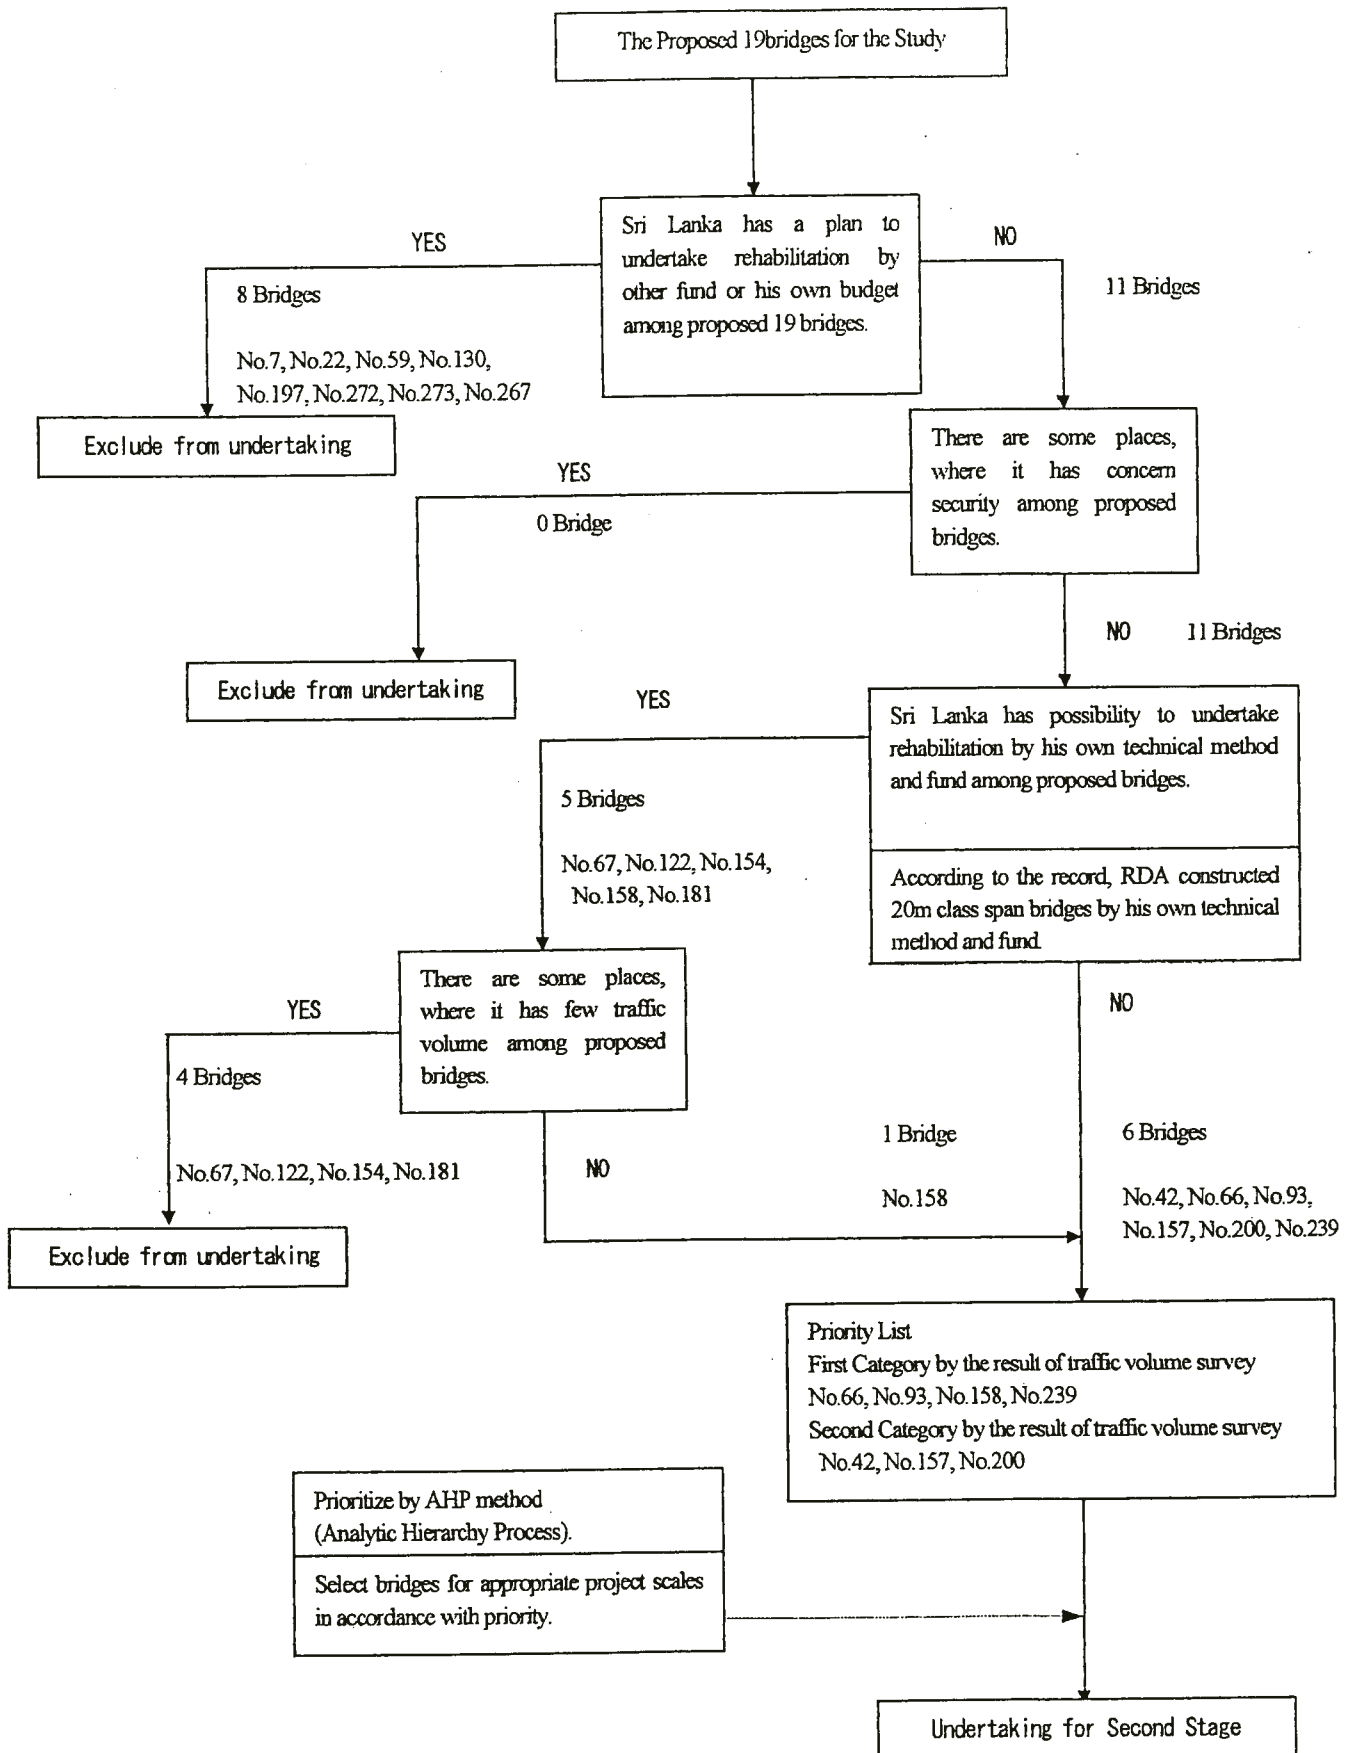 The Proposed 19bridges for the Study
Sri Lanka has a plan to
undertake rehabilitation by
other fund or his own budget
among proposed 19 bridges.
YES
NO
8 Bridges
11 Bridges
No.7, No.22, No.59, No.130,
No.197, No.272, No.273, No.267
Exclude from undertaking
There are some places,
where it has concern
security among proposed
bridges.
YES
0 Bridge
NO
11 Bridges
Exclude from undertaking
YES
Sri Lanka has possibility to undertake
rehabilitation by his own technical method
and fund among proposed bridges.
According to the record, RDA constructed
20m class span bridges by his own technical
method and fund.
5 Bridges
No.67, No.122, No.154,
No.158, No.181
There are some places,
where it has few traffic
volume among proposed
bridges.
YES
NO
4 Bridges
No.67, No.122, No.154, No.181
NO
1 Bridge
No.158
6 Bridges
No.42, No.66, No.93,
No.157, No.200, No.239
Exclude from undertaking
Priority List
First Category by the result of traffic volume survey
No.66, No.93, No.158, No.239
Second Category by the result of traffic volume survey
No.42, No.157, No.200
Prioritize by AHP method
(Analytic Hierarchy Process).
Select bridges for appropriate project scales
in accordance with priority.
Undertaking for Second Stage